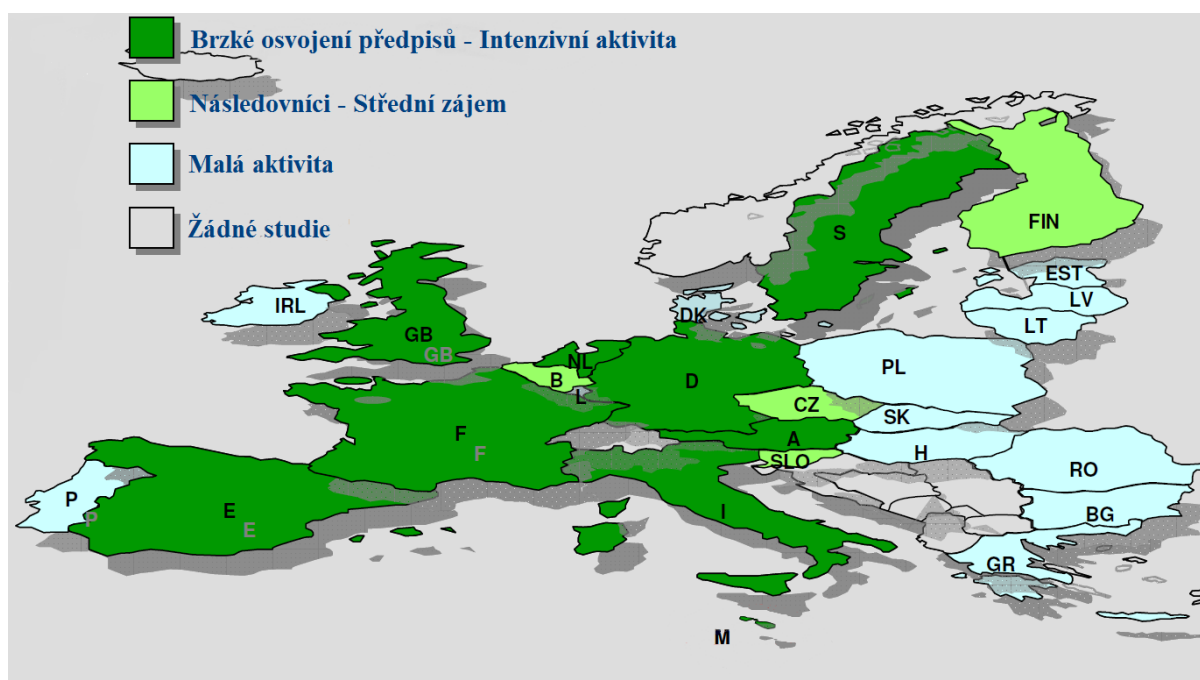 Brzké osvojení předpisů - Intenzivní aktivita
Následovníci - Střední zájem
Malá aktivita
Žádné studie
S
FIN
EST
LV
LT
IRL
DK
GB
GB
NL
B
L
D
PL
CZ
SK
A
SLO
H
F
F
RO
BG
P
P
E
E
I
GR
M